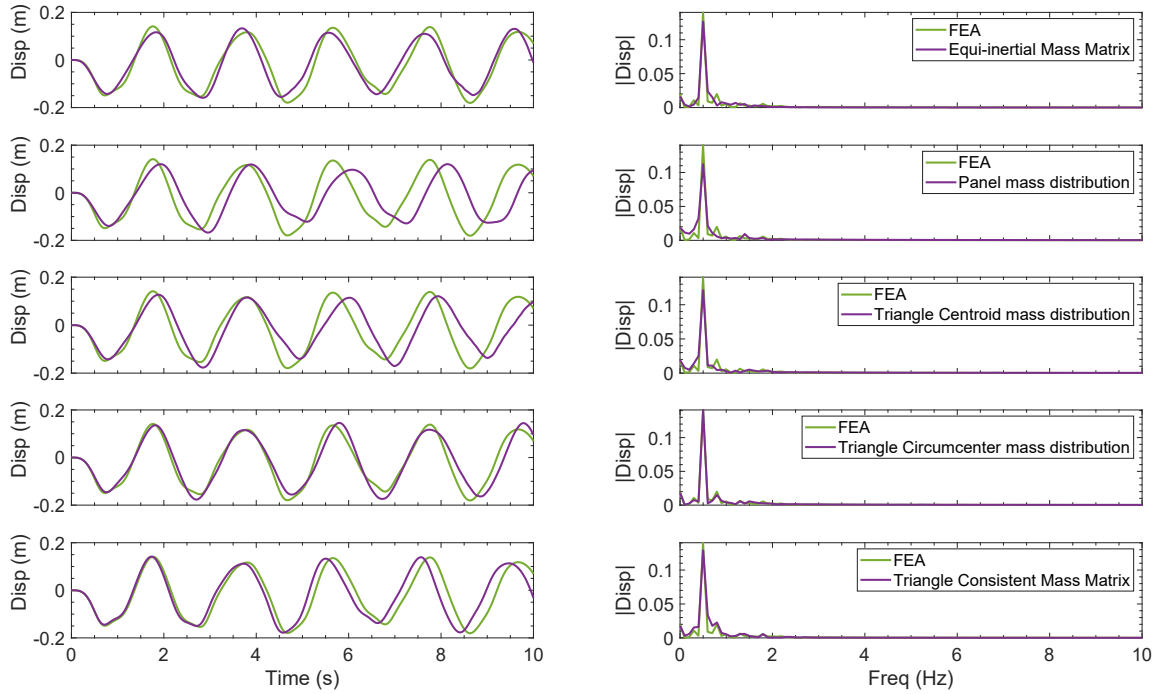 Disp (m)
0.2
0
-0.2
|Disp|
0.1
0.05
0
FEA
Equi-inertial Mass Matrix
Disp (m)
0.2
0
-0.2
|Disp|
0.1
0.05
0
FEA
Panel mass distribution
Disp (m)
0.2
0
-0.2
|Disp|
0.1
0.05
0
FEA
Triangle Centroid mass distribution
Disp (m)
0.2
0
-0.2
|Disp|
0.1
0.05
0
FEA
Triangle Circumcenter mass distribution
Disp (m)
0.2
0
-0.2
0 2 4 6 8 10
Time (s)
|Disp|
0.1
0.05
0
FEA
Triangle Consistent Mass Matrix
0 2 4 6 8 10
Freq (Hz)